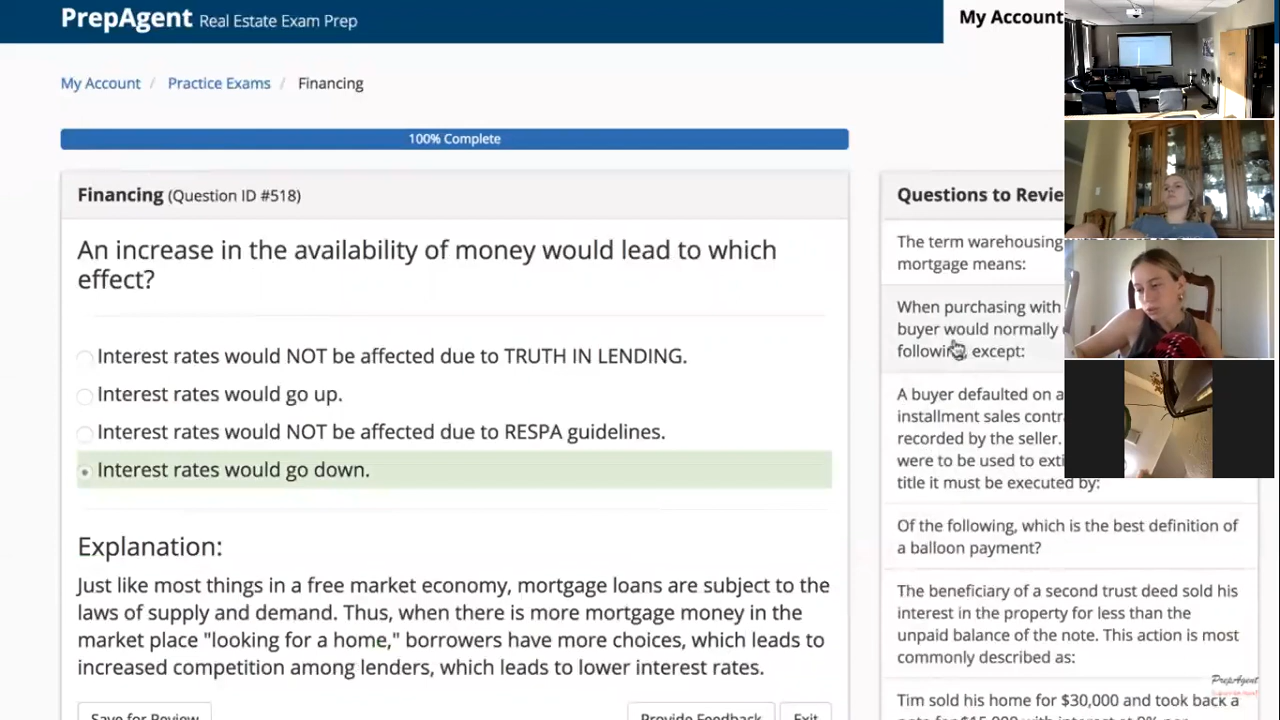 PrepAgent Real Estate Exam Prep
My Account
My Account / Practice Exams / Financing
100% Complete
Financing (Question ID #518)
An increase in the availability of money would lead to which
effect?
Interest rates would NOT be affected due to TRUTH IN LENDING.
Interest rates would go up.
Interest rates would NOT be affected due to RESPA guidelines.
Interest rates would go down.
Explanation:
Just like most things in a free market economy, mortgage loans are subject to the
laws of supply and demand. Thus, when there is more mortgage money in the
market place "looking for a home," borrowers have more choices, which leads to
increased competition among lenders, which leads to lower interest rates.
Save for Review
Provide Feedback
Exit
Questions to Revie
The term warehousing
mortgage means:
When purchasing with
buyer would normally
following, except:
A buyer defaulted on a
installment sales contra
recorded by the seller.
were to be used to exti
title it must be executed by:
Of the following, which is the best definition of
a balloon payment?
The beneficiary of a second trust deed sold his
interest in the property for less than the
unpaid balance of the note. This action is most
commonly described as:
Tim sold his home for $30,000 and took back a
PrepAgent